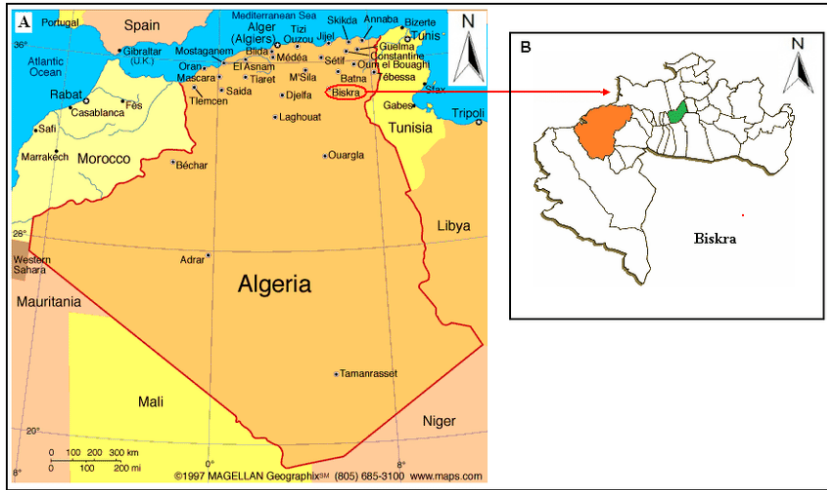 A
Portugal
Spain
Mediterranean Sea
N
Atlantic
Ocean
Gibraltar
(U.K.)
Mostaganem
Oran
Mascara
Tlemcen
Saida
Alger
(Algiers)
Blida
El Asnam
Médéa
Tiaret
Tizi
Ouzou
Jijel
Skikda
Annaba
Guelma
Constantine
Sétif
Oum el Bouaghi
M'Sila
Batna
Tébessa
Bizerte
Tunis
Sfax
Gabes
Tripoli
Djelfa
Biskra
Laghouat
Tunisia
36°
Rabat
Fès
Casablanca
Safi
Marrakech
Morocco
Béchar
Ouargla
28°
Libya
Western
Sahara
Adrar
Algeria
Mauritania
Tamanrasset
Mali
Niger
20°
0 100 200 300 km
0 100 200 mi
8°
0°
8°
©1997 MAGELLAN Geographix℠ (805) 685-3100 www.maps.com
B
N
Biskra